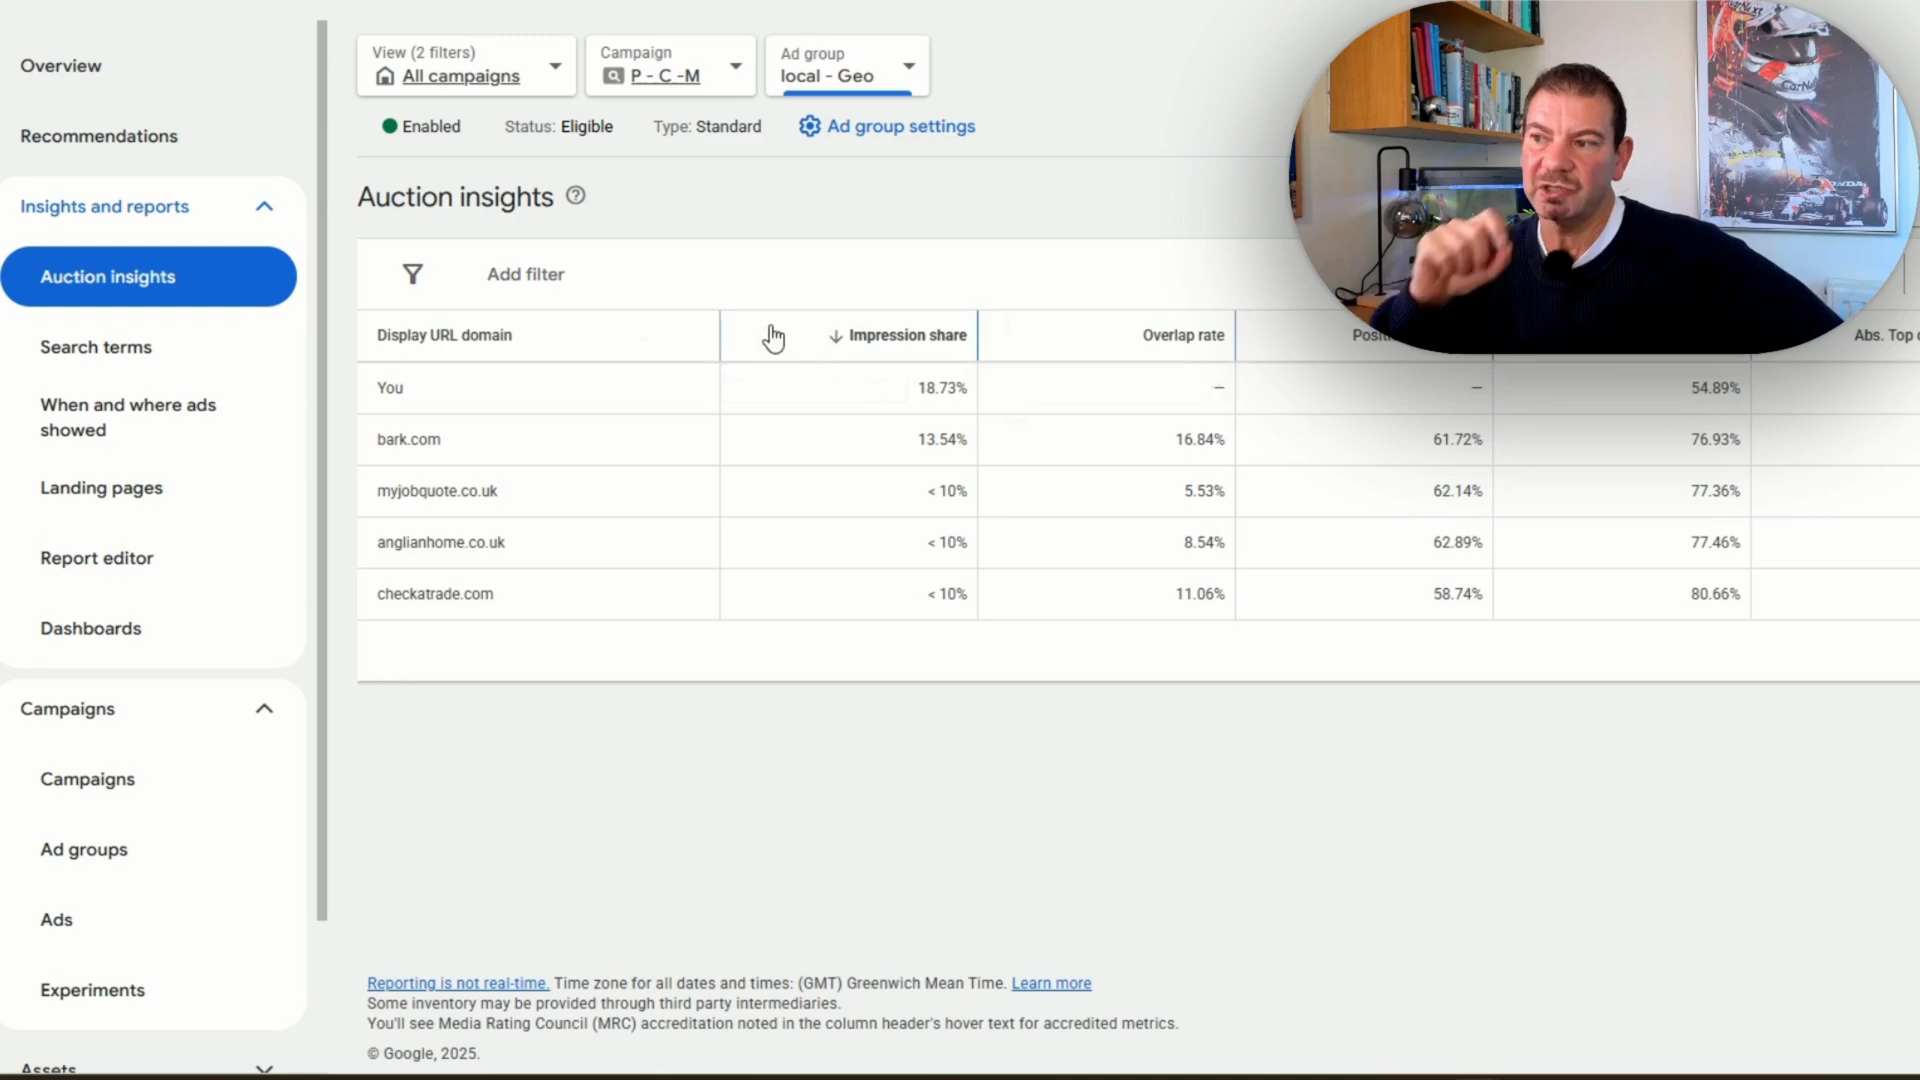 Overview
Recommendations
Insights and reports
Auction insights
Search terms
When and where ads
showed
Landing pages
Report editor
Dashboards
Campaigns
Campaigns
Ad groups
Ads
Experiments
Assets
View (2 filters)
All campaigns
Campaign
P - C -M
Ad group
local - Geo
Enabled
Status: Eligible
Type: Standard
Ad group settings
Auction insights
Add filter
Display URL domain
Impression share
Overlap rate
Abs. Top
You
18.73%
—
—
54.89%
bark.com
13.54%
16.84%
61.72%
76.93%
myjobquote.co.uk
< 10%
5.53%
62.14%
77.36%
anglianhome.co.uk
< 10%
8.54%
62.89%
77.46%
checkatrade.com
< 10%
11.06%
58.74%
80.66%
Reporting is not real-time. Time zone for all dates and times: (GMT) Greenwich Mean Time. Learn more
Some inventory may be provided through third party intermediaries.
You'll see Media Rating Council (MRC) accreditation noted in the column header's hover text for accredited metrics.
© Google, 2025.